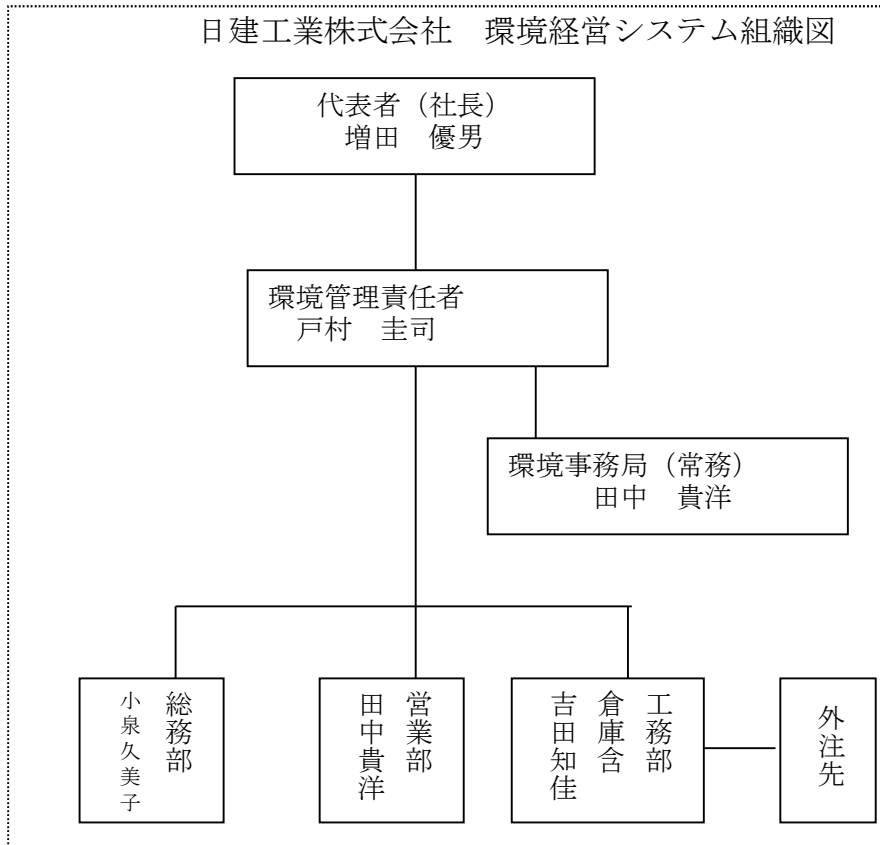 日建工業株式会社　環境経営システム組織図
代表者（社長）
増田　優男
環境管理責任者
戸村　圭司
環境事務局（常務）
田中　貴洋
総務部
小泉久美子
営業部
田中貴洋
工務部
倉庫含
吉田知佳
外注先